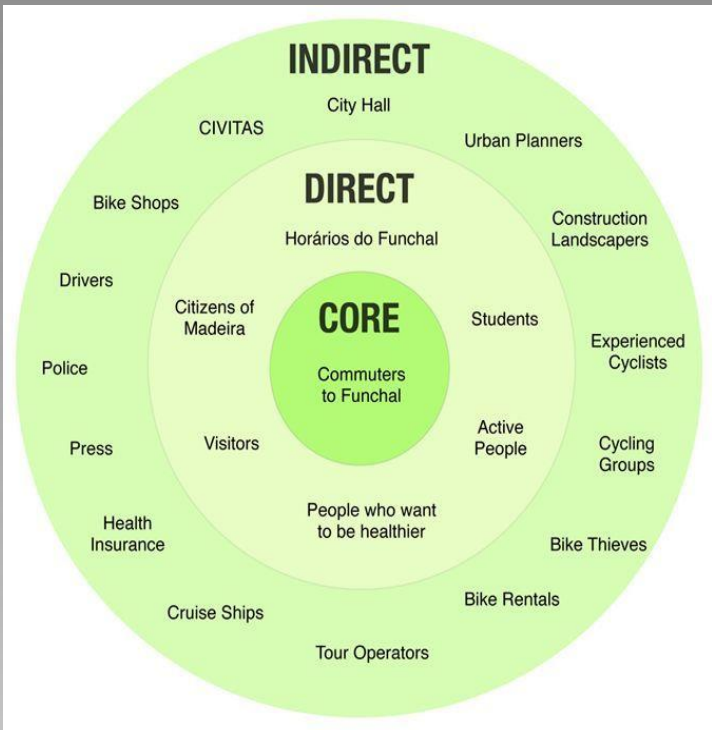 INDIRECT
City Hall
CIVITAS
Urban Planners
Bike Shops
Construction
Landscapers
Drivers
Experienced
Cyclists
Police
Cycling
Groups
Press
Health
Insurance
Bike Thieves
Bike Rentals
Cruise Ships
Tour Operators
DIRECT
Horários do Funchal
Citizens of
Madeira
Students
Visitors
Active
People
People who want
to be healthier
CORE
Commuters
to Funchal